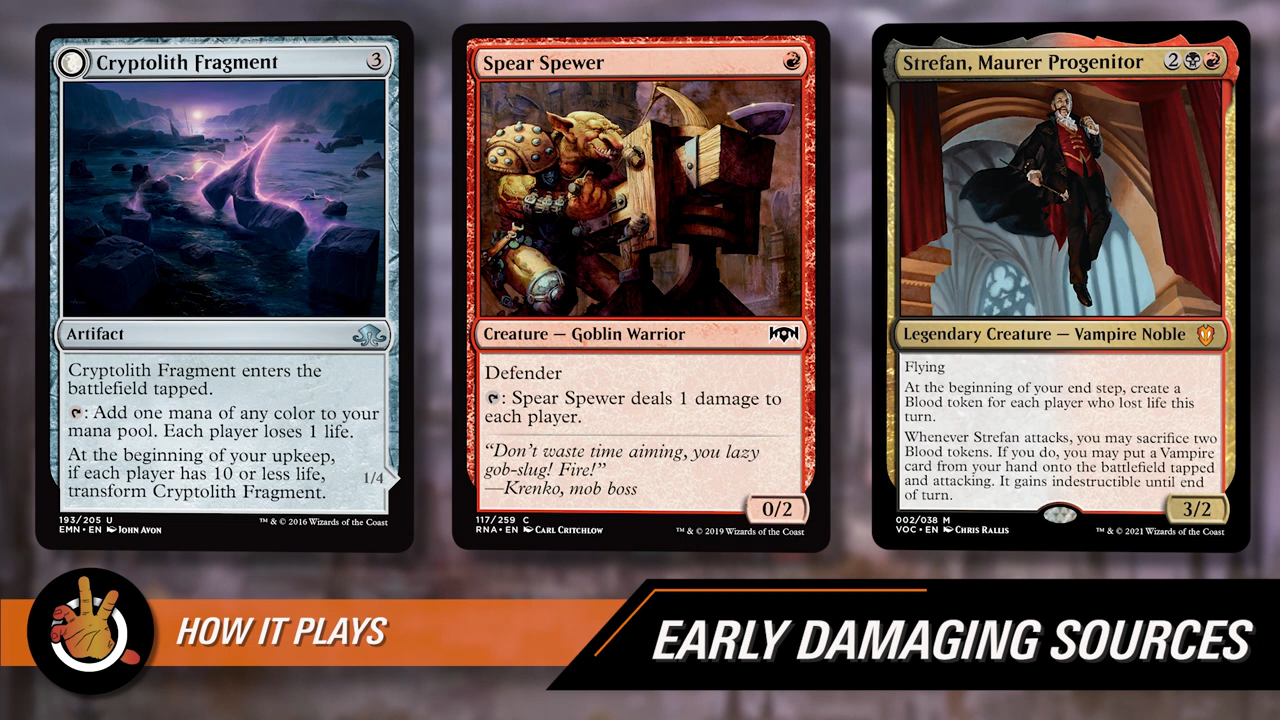 Cryptolith Fragment 3
Artifact
Cryptolith Fragment enters the
battlefield tapped.
: Add one mana of any color to your
mana pool. Each player loses 1 life.
At the beginning of your upkeep,
if each player has 10 or less life,
transform Cryptolith Fragment.
1/4
193/205 U
EMN • EN John Avon
™ & © 2016 Wizards of the Coast
Spear Spewer
Creature — Goblin Warrior
Defender
: Spear Spewer deals 1 damage to
each player.
“Don’t waste time aiming, you lazy
gob-slug! Fire!”
—Krenko, mob boss
0/2
117/259 C
RNA • EN Carl Critchlow
™ & © 2019 Wizards of the Coast
Strefan, Maurer Progenitor 2
Legendary Creature — Vampire Noble
Flying
At the beginning of your end step, create a
Blood token for each player who lost life this
turn.
Whenever Strefan attacks, you may sacrifice two
Blood tokens. If you do, you may put a Vampire
card from your hand onto the battlefield tapped
and attacking. It gains indestructible until end
of turn.
3/2
002/038 M
VOC • EN Chris Rallis
™ & © 2021 Wizards of the Coast
HOW IT PLAYS
EARLY DAMAGING SOURCES